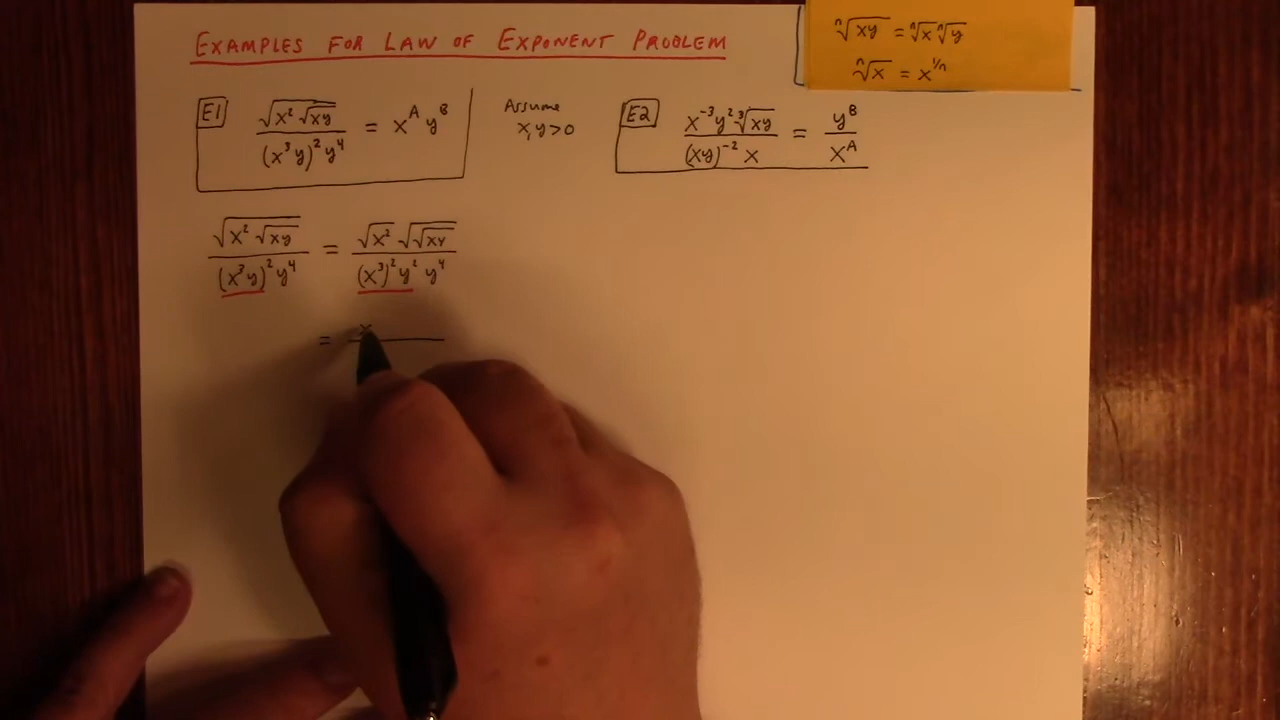 EXAMPLES FOR LAW OF EXPONENT PROBLEM
ⁿ√xy = ⁿ√x ⁿ√y
ⁿ√x = x^(1/n)
E1 √(x² √(xy)) / ((x³y)² y⁴) = x^A y^B
Assume
x, y > 0
E2 (x⁻³ y² ³√(xy)) / ((xy)⁻² x) = y^B / x^A
√(x² √(xy)) / ((x³y)² y⁴) = (√(x²) √(√(xy))) / ((x³)² y² y⁴)
= x